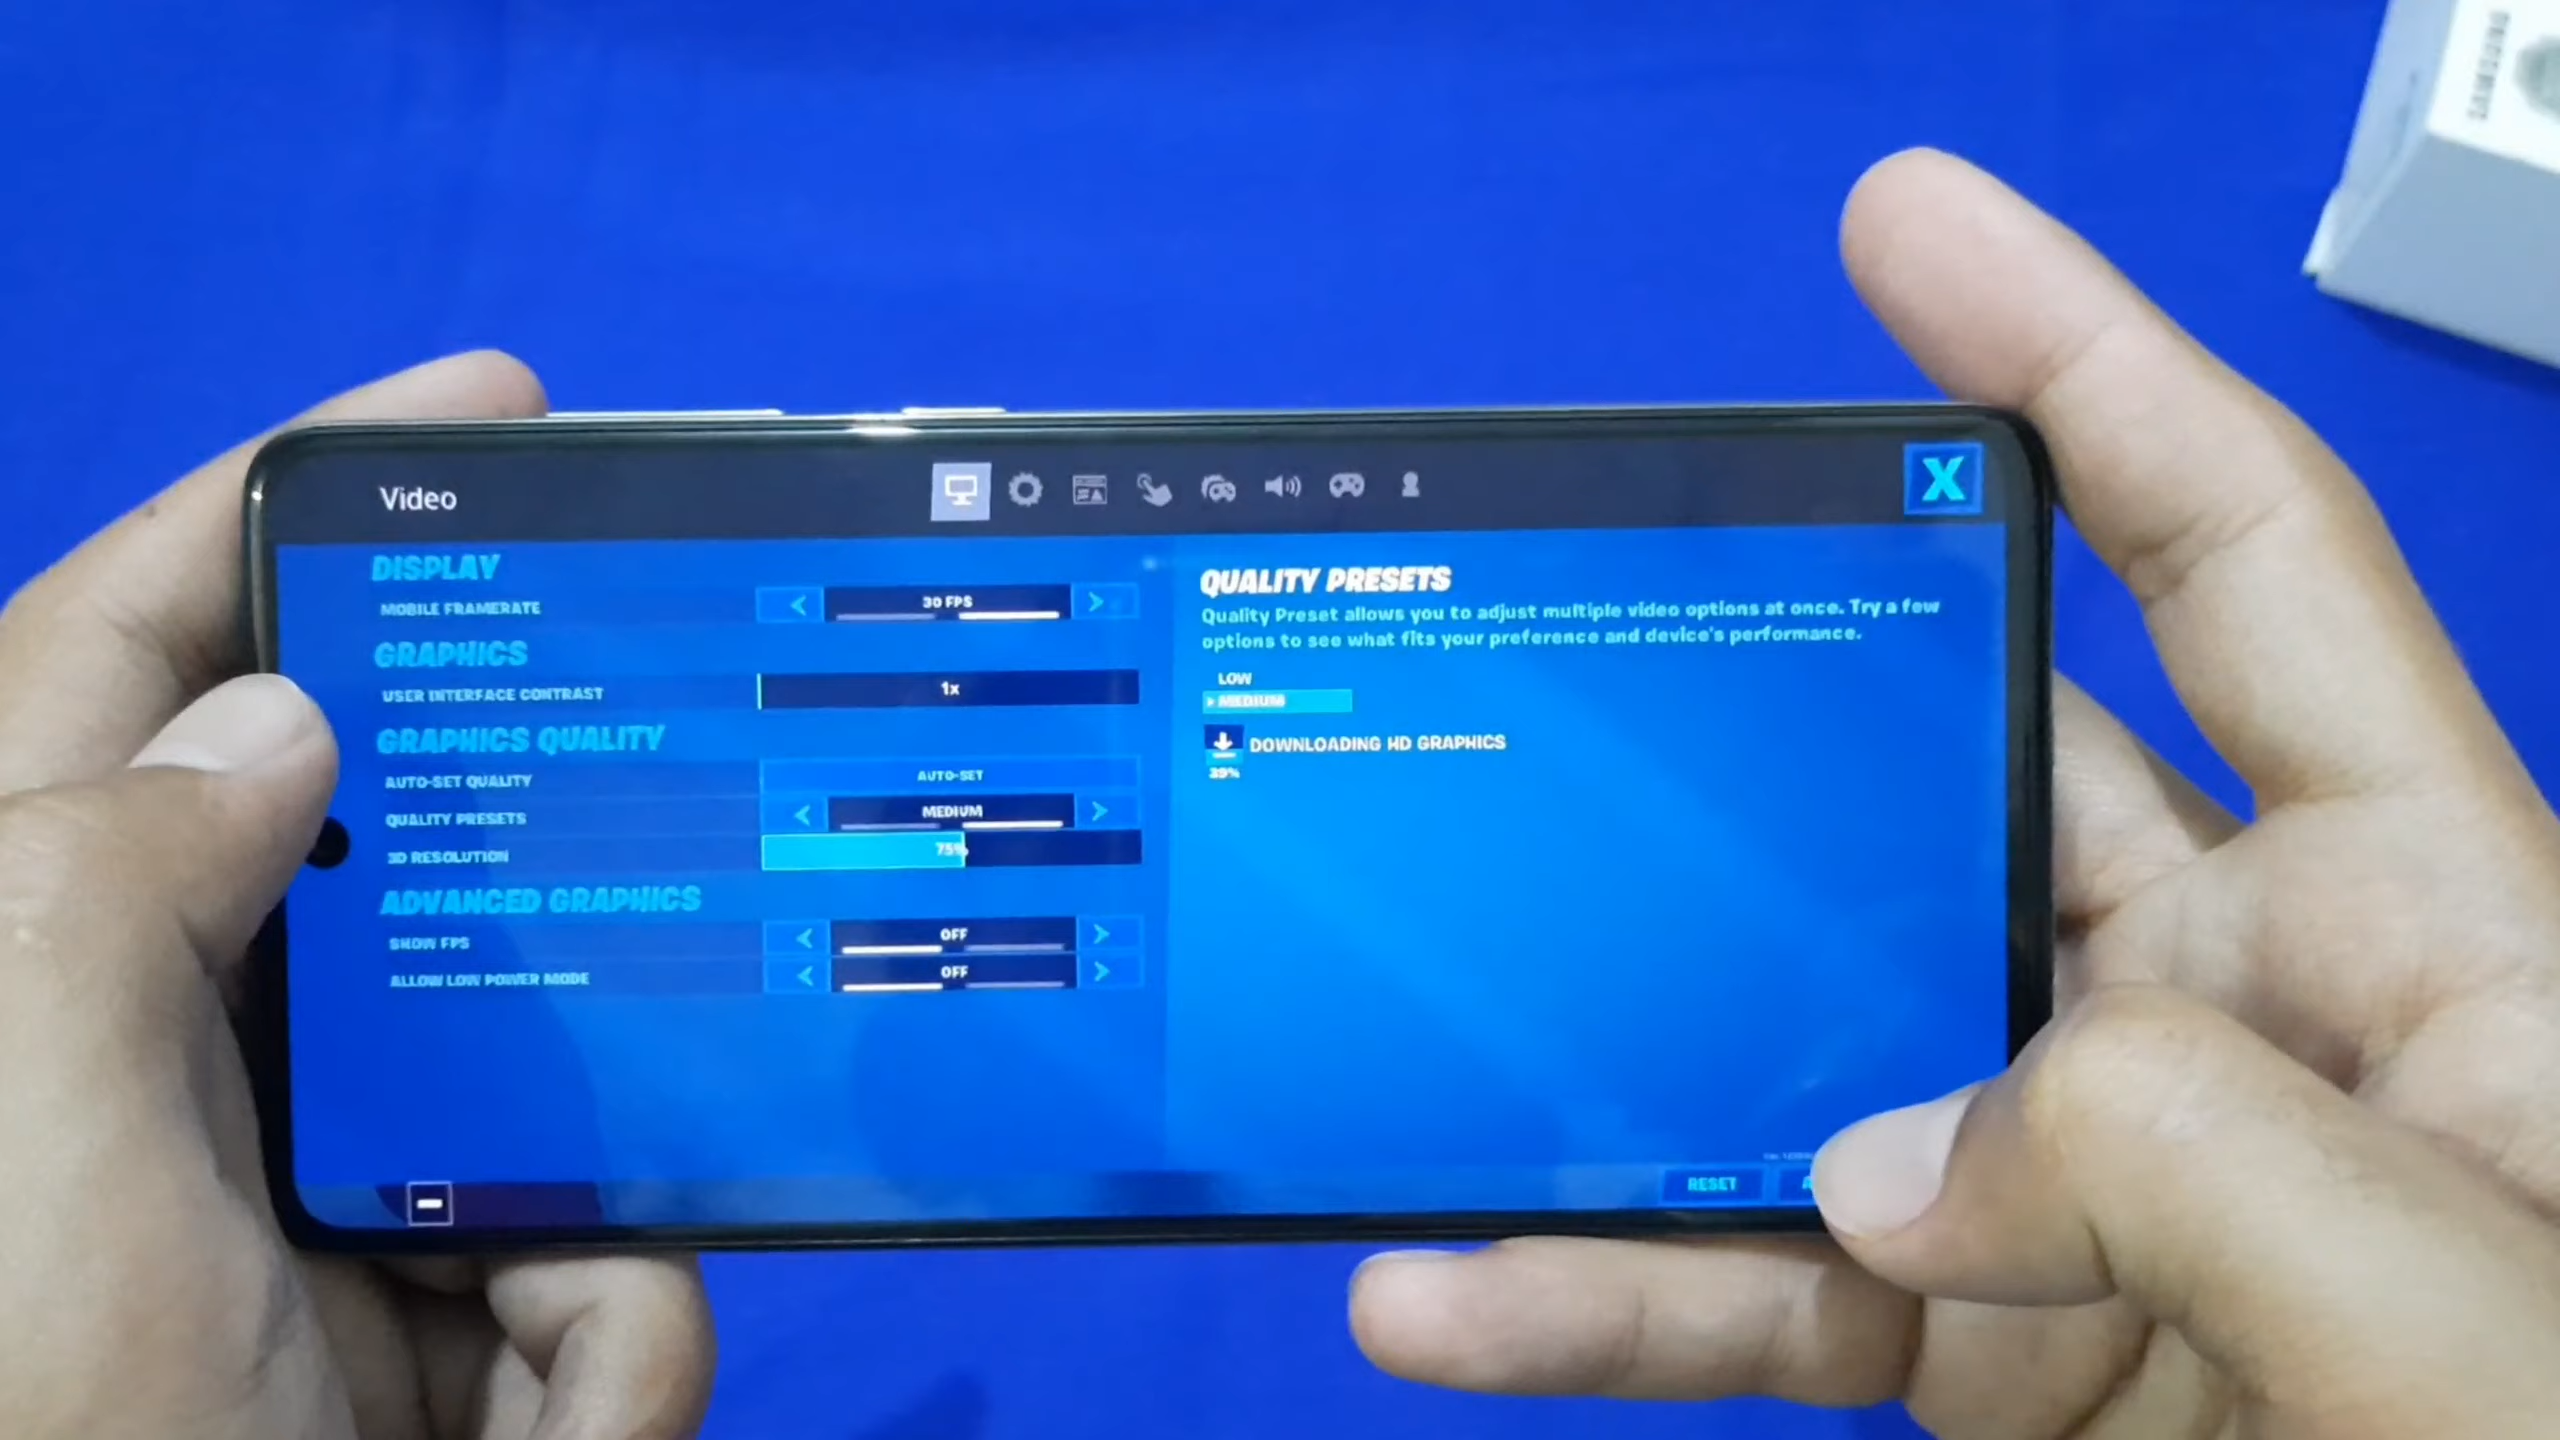 SAMSUNG
Video
X
DISPLAY
MOBILE FRAMERATE
30 FPS
GRAPHICS
USER INTERFACE CONTRAST
1x
GRAPHICS QUALITY
AUTO-SET QUALITY
AUTO-SET
QUALITY PRESETS
MEDIUM
3D RESOLUTION
75%
ADVANCED GRAPHICS
SHOW FPS
OFF
ALLOW LOW POWER MODE
OFF
QUALITY PRESETS
Quality Preset allows you to adjust multiple video options at once. Try a few
options to see what fits your preference and device's performance.
LOW
MEDIUM
DOWNLOADING HD GRAPHICS
39%
RESET